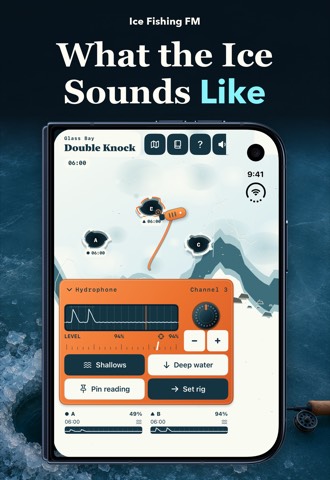 Ice Fishing FM
What the Ice
Sounds Like
Glass Bay
Double Knock
?
06:00
9:41
B
▲ 06:00
A
● 06:00
C
Hydrophone
Channel 3
LEVEL 94% 94%
− +
Shallows
Deep water
Pin reading
Set rig
● A 49%
06:00
▲ B 94%
06:00